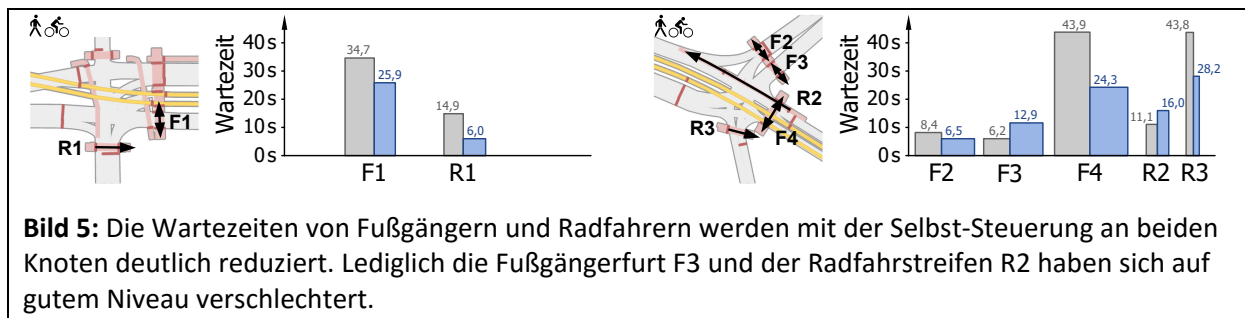 Wartezeit
40s
30s
20s
10s
0s
34,7
25,9
14,9
6,0
F1
R1
F1
R1
F2
F3
R2
R3
F4
Wartezeit
40s
30s
20s
10s
0s
8,4
6,5
6,2
12,9
43,9
24,3
11,1
16,0
43,8
28,2
F2
F3
F4
R2
R3
Bild 5: Die Wartezeiten von Fußgängern und Radfahrern werden mit der Selbst-Steuerung an beiden
Knoten deutlich reduziert. Lediglich die Fußgängerfurt F3 und der Radfahrstreifen R2 haben sich auf
gutem Niveau verschlechtert.